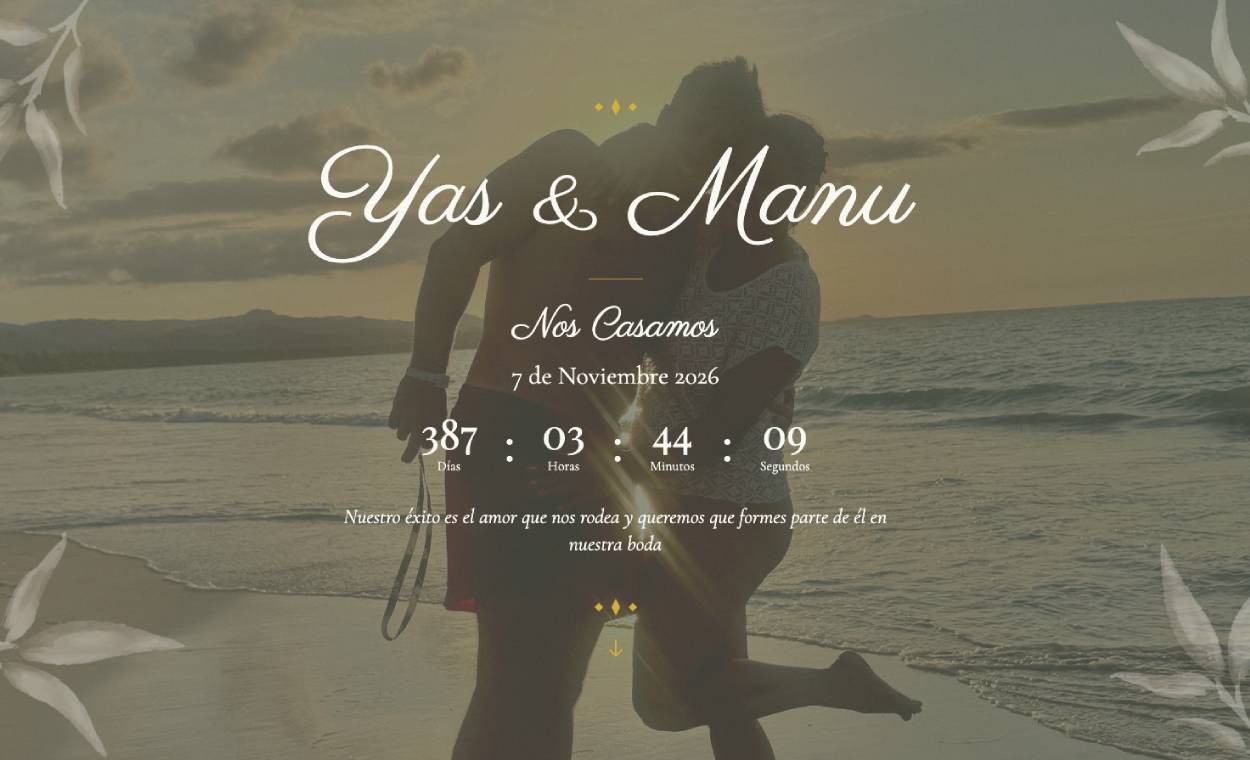 Yas & Manu
Nos Casamos
7 de Noviembre 2026
387 : 03 : 44 : 09
Días Horas Minutos Segundos
Nuestro éxito es el amor que nos rodea y queremos que formes parte de él en
nuestra boda